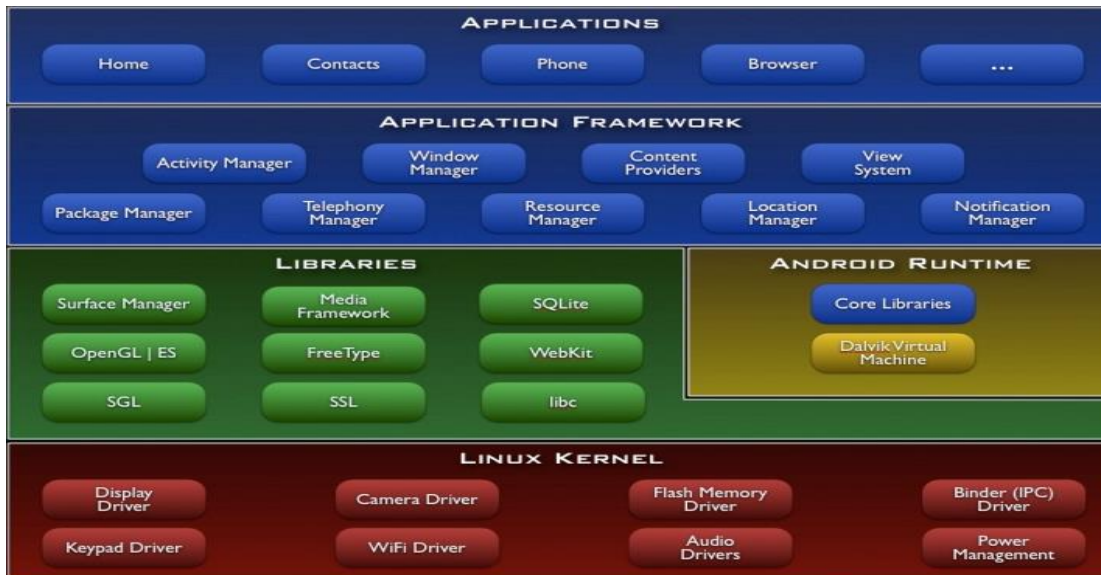 APPLICATIONS
Home
Contacts
Phone
Browser
...
APPLICATION FRAMEWORK
Activity Manager
Window
Manager
Content
Providers
View
System
Package Manager
Telephony
Manager
Resource
Manager
Location
Manager
Notification
Manager
LIBRARIES
Surface Manager
Media
Framework
SQLite
OpenGL | ES
FreeType
WebKit
SGL
SSL
libc
ANDROID RUNTIME
Core Libraries
Dalvik Virtual
Machine
LINUX KERNEL
Display
Driver
Camera Driver
Flash Memory
Driver
Binder (IPC)
Driver
Keypad Driver
WiFi Driver
Audio
Drivers
Power
Management